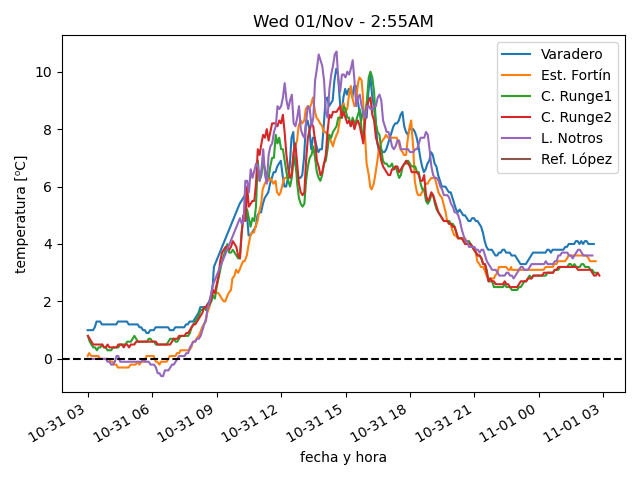 Wed 01/Nov - 2:55AM
Varadero
Est. Fortín
C. Runge1
C. Runge2
L. Notros
Ref. López
temperatura [ºC]
10
8
6
4
2
0
10-31 03
10-31 06
10-31 09
10-31 12
10-31 15
10-31 18
10-31 21
11-01 00
11-01 03
fecha y hora